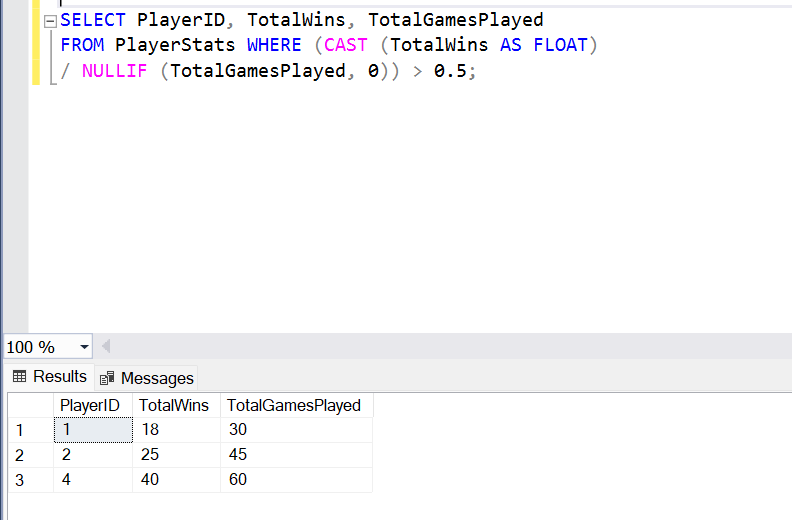 SELECT PlayerID, TotalWins, TotalGamesPlayed
FROM PlayerStats WHERE (CAST (TotalWins AS FLOAT)
/ NULLIF (TotalGamesPlayed, 0)) > 0.5;
100 %
Results Messages
PlayerID TotalWins TotalGamesPlayed
1 1 18 30
2 2 25 45
3 4 40 60